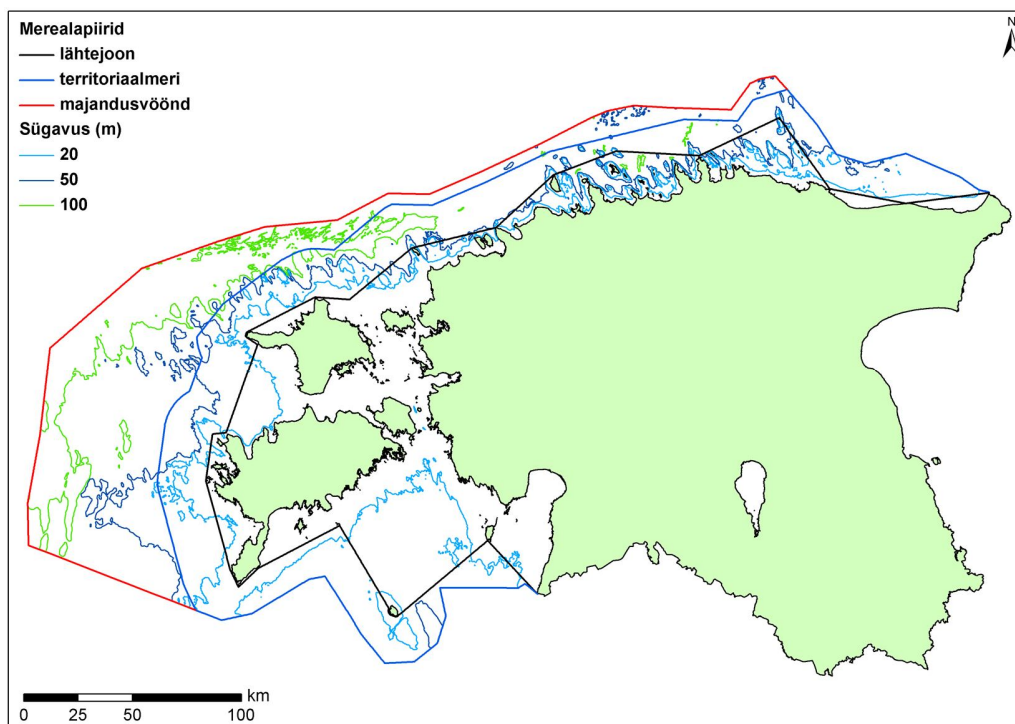 Merealapiirid
lähtejoon
territoriaalmeri
majandusvöönd
Sügavus (m)
20
50
100
N
km
0 25 50 100